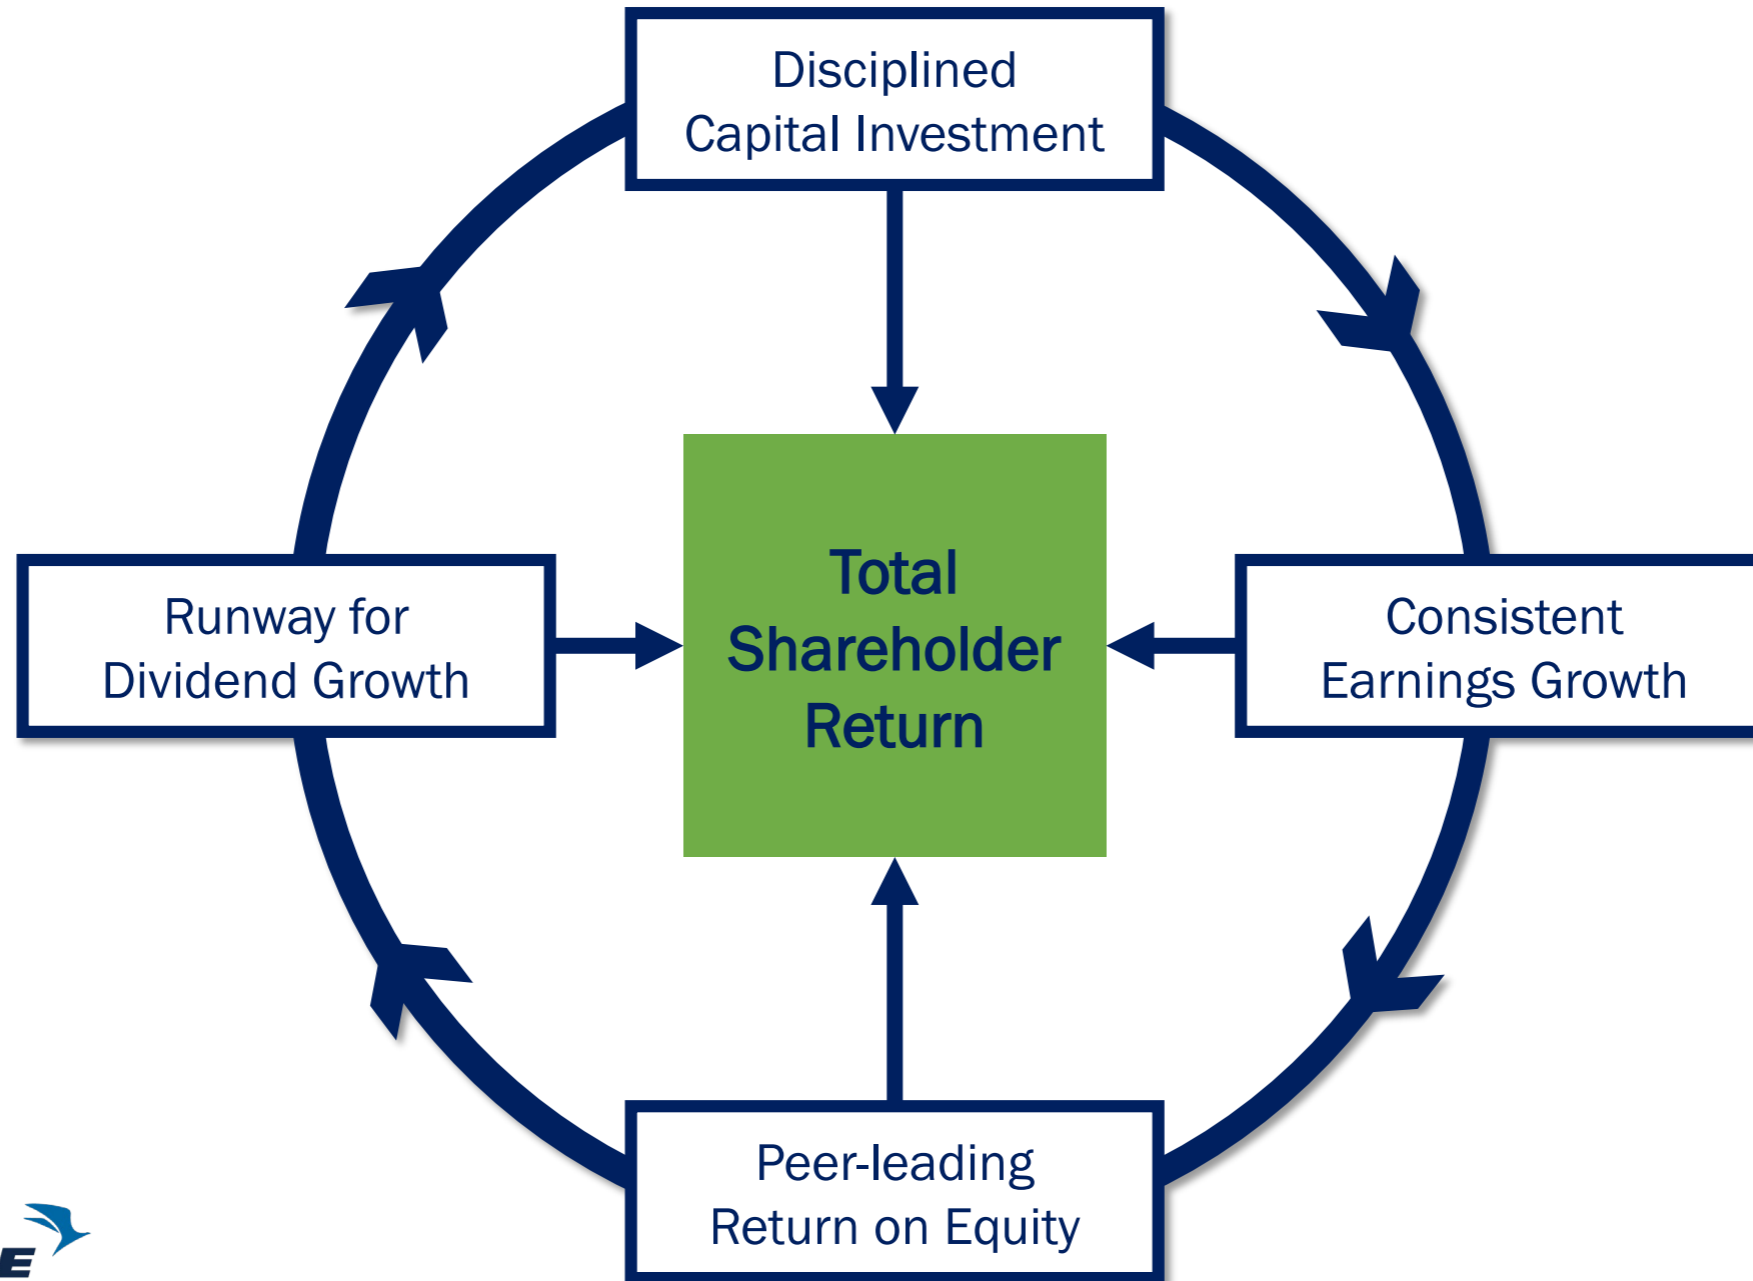 Disciplined
Capital Investment
Runway for
Dividend Growth
Total
Shareholder
Return
Consistent
Earnings Growth
Peer-leading
Return on Equity
E